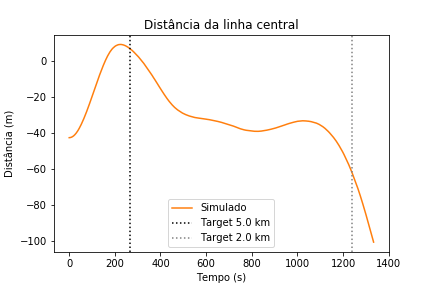 Distância da linha central
Distância (m)
0
−20
−40
−60
−80
−100
Simulado
Target 5.0 km
Target 2.0 km
0 200 400 600 800 1000 1200 1400
Tempo (s)